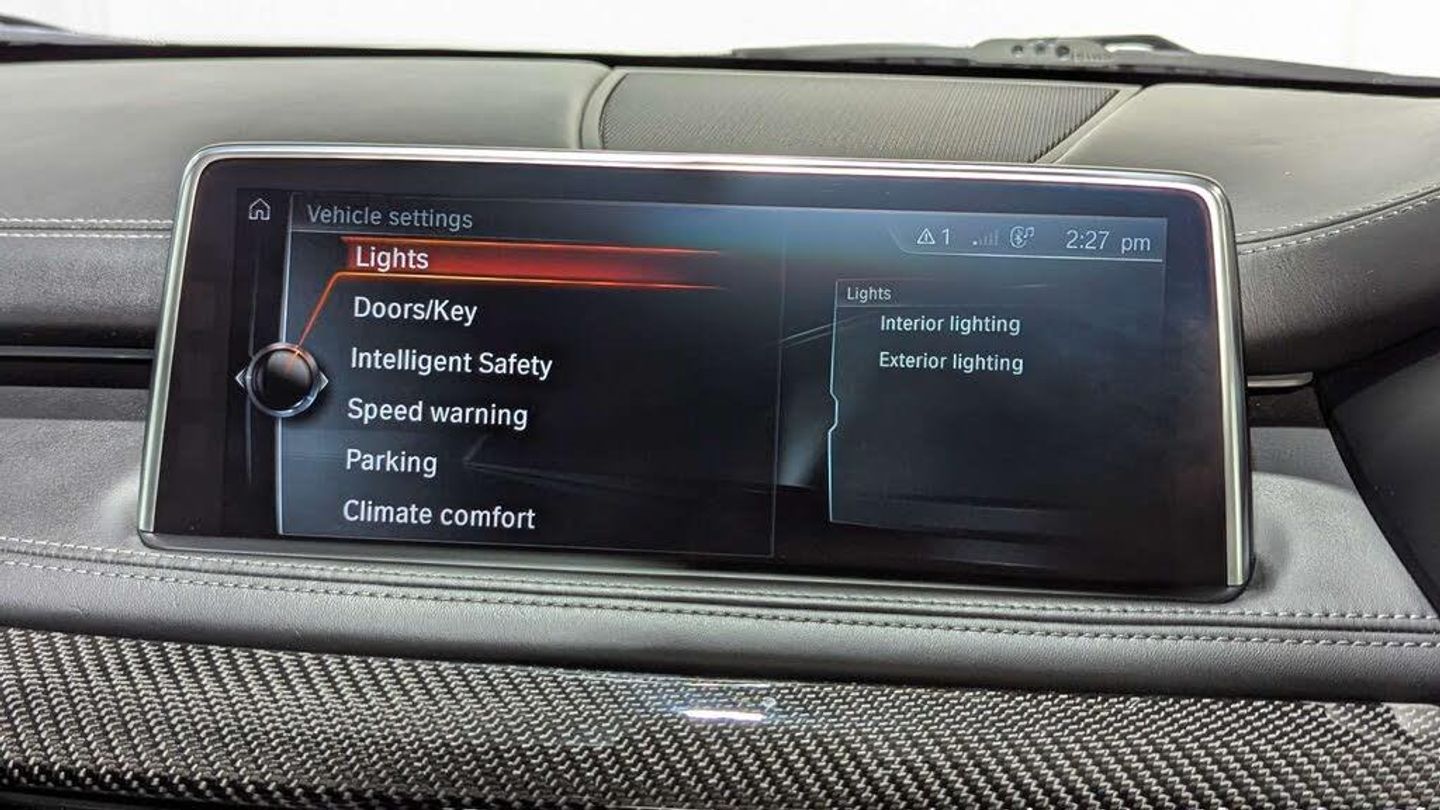 Vehicle settings
1 2:27 pm
Lights
Doors/Key
Intelligent Safety
Speed warning
Parking
Climate comfort
Lights
Interior lighting
Exterior lighting